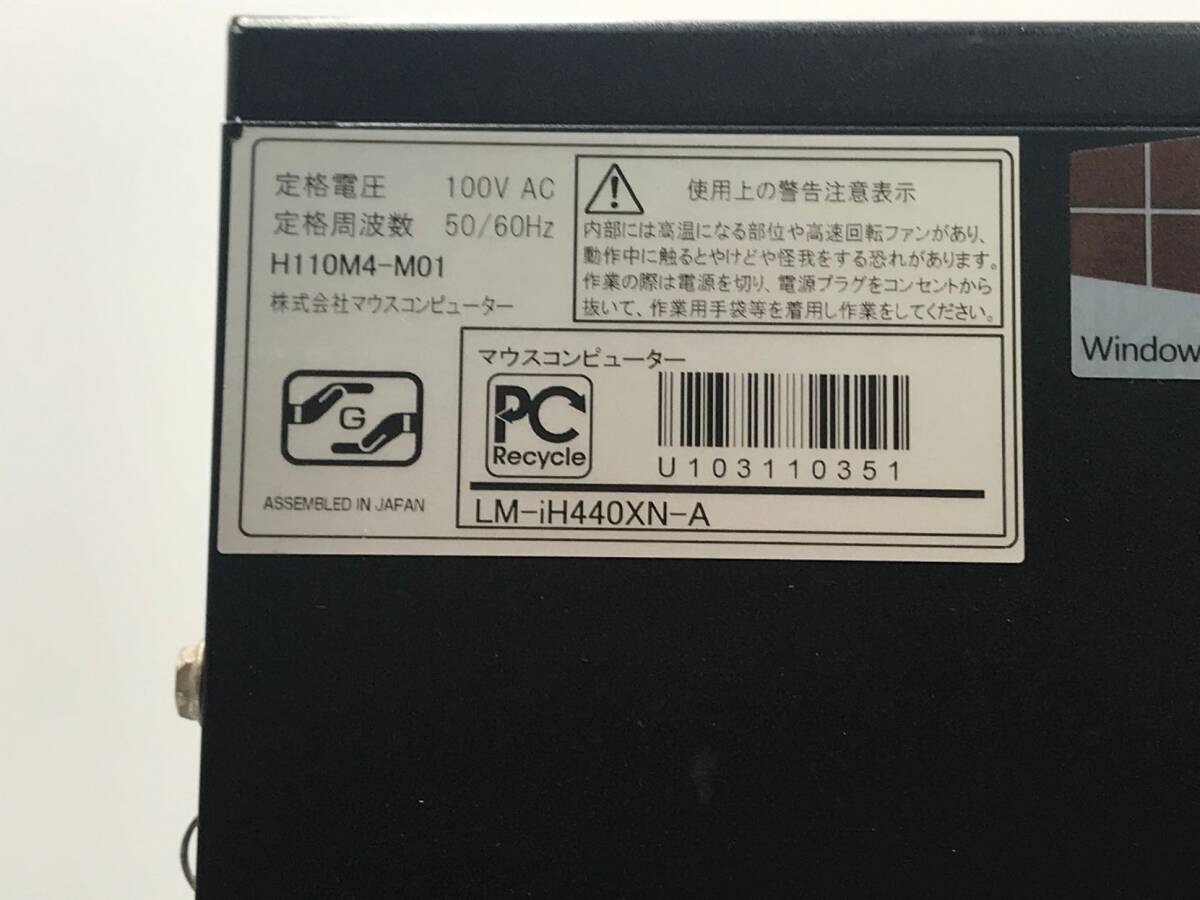 定格電圧 100V AC
定格周波数 50/60Hz
H110M4-M01
株式会社マウスコンピューター
使用上の警告注意表示
内部には高温になる部位や高速回転ファンがあり、
動作中に触るとやけどや怪我をする恐れがあります。
作業の際は電源を切り、電源プラグをコンセントから
抜いて、作業用手袋等を着用し作業をしてください。
G
ASSEMBLED IN JAPAN
マウスコンピューター
PC
Recycle
U103110351
LM-iH440XN-A
Window